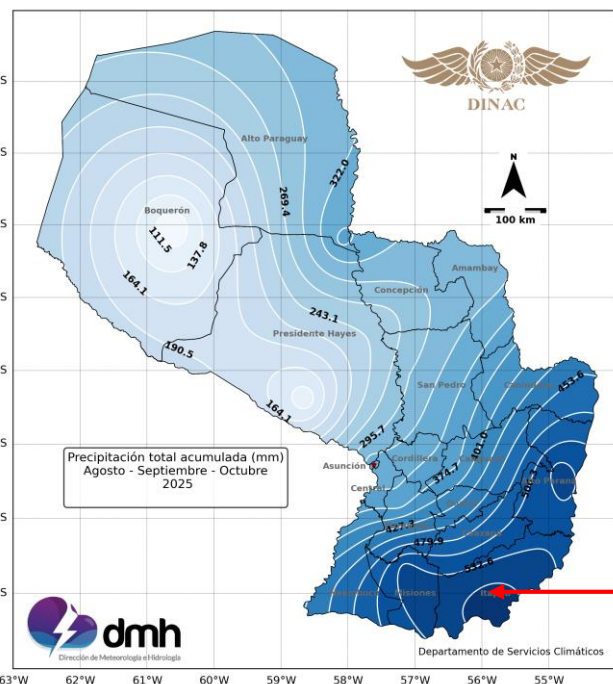 DINAC
N
100 km
Alto Paraguay
322.0
269.4
Boquerón
111.5
137.8
164.1
Amambay
Concepción
243.1
Presidente Hayes
190.5
San Pedro
453.6
164.1
295.7
401.0
Precipitación total acumulada (mm)
Agosto - Septiembre - Octubre
2025
Asunción
Cordillera
374.7
Alto Paraná
Central
427.3
479.9
Misiones
dmh
Dirección de Meteorología e Hidrología
Departamento de Servicios Climáticos
S
S
S
S
S
S
S
S
63°W
62°W
61°W
60°W
59°W
58°W
57°W
56°W
55°W